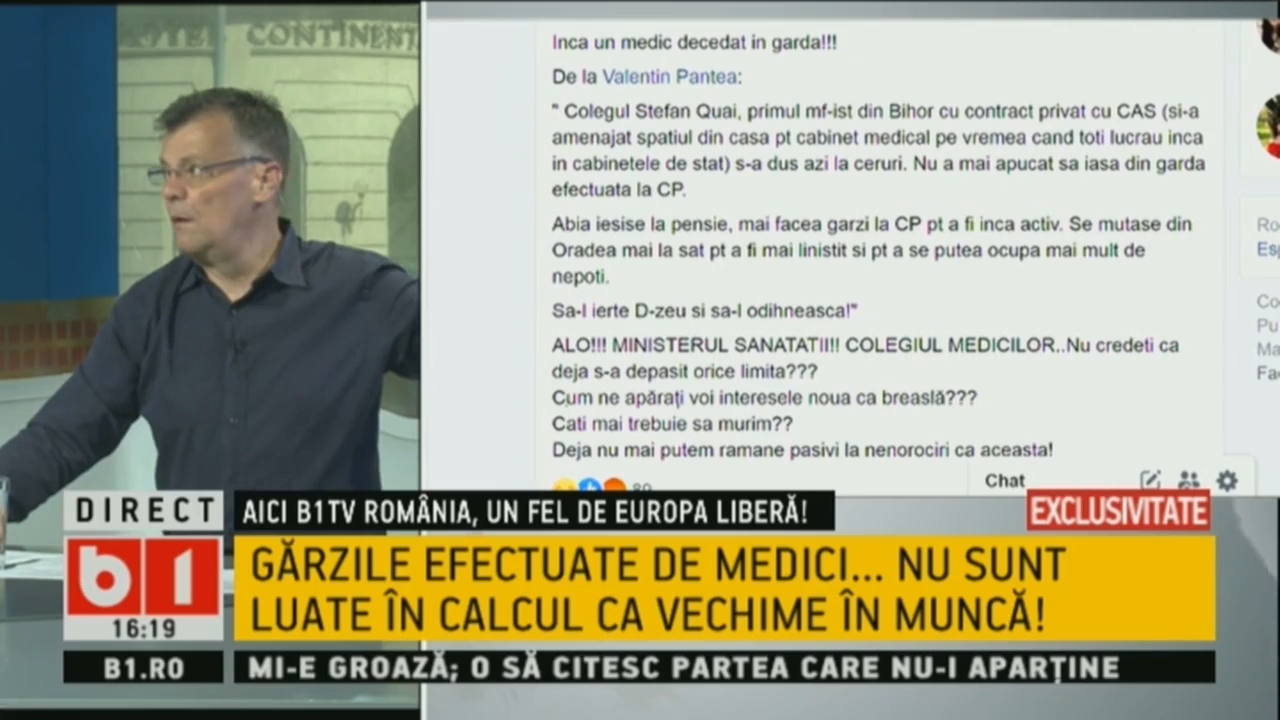 HOTEL CONTINENT
Inca un medic decedat in garda!!!
De la Valentin Pantea:
" Colegul Stefan Quai, primul mf-ist din Bihor cu contract privat cu CAS (si-a
amenajat spatiul din casa pt cabinet medical pe vremea cand toti lucrau inca
in cabinetele de stat) s-a dus azi la ceruri. Nu a mai apucat sa iasa din garda
efectuata la CP.
Abia iesise la pensie, mai facea garzi la CP pt a fi inca activ. Se mutase din
Oradea mai la sat pt a fi mai linistit si pt a se putea ocupa mai mult de
nepoti.
Sa-l ierte D-zeu si sa-l odihneasca!"
ALO!!! MINISTERUL SANATATII!! COLEGIUL MEDICILOR..Nu credeti ca
deja s-a depasit orice limita???
Cum ne apărați voi interesele noua ca breaslă???
Cati mai trebuie sa murim??
Deja nu mai putem ramane pasivi la nenorociri ca aceasta!
Ro
Esp
Co
Pu
Ma
Fac
Chat
DIRECT
AICI B1TV ROMÂNIA, UN FEL DE EUROPA LIBERĂ!
EXCLUSIVITATE
b1
GĂRZILE EFECTUATE DE MEDICI... NU SUNT
LUATE ÎN CALCUL CA VECHIME ÎN MUNCĂ!
16:19
B1.RO
MI-E GROAZĂ; O SĂ CITESC PARTEA CARE NU-I APARȚINE